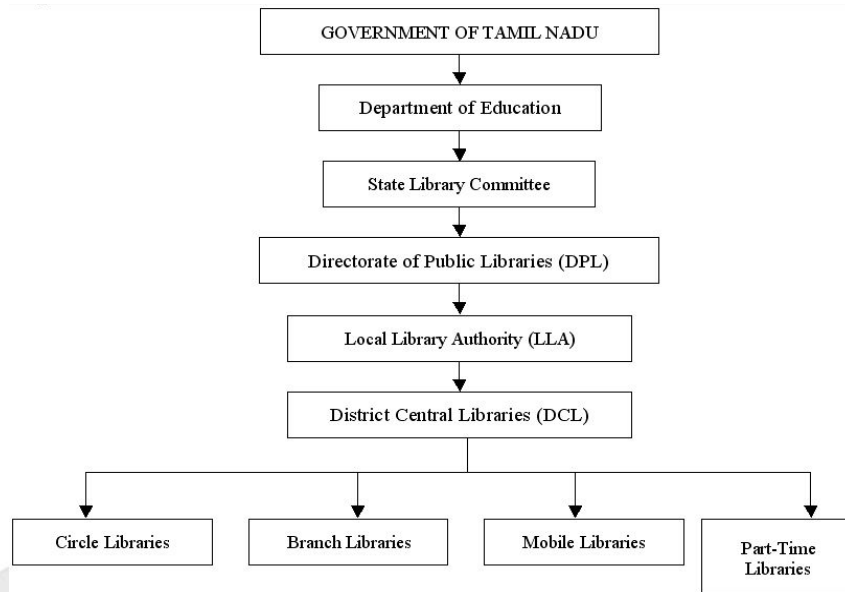 GOVERNMENT OF TAMIL NADU
Department of Education
State Library Committee
Directorate of Public Libraries (DPL)
Local Library Authority (LLA)
District Central Libraries (DCL)
Circle Libraries
Branch Libraries
Mobile Libraries
Part-Time
Libraries